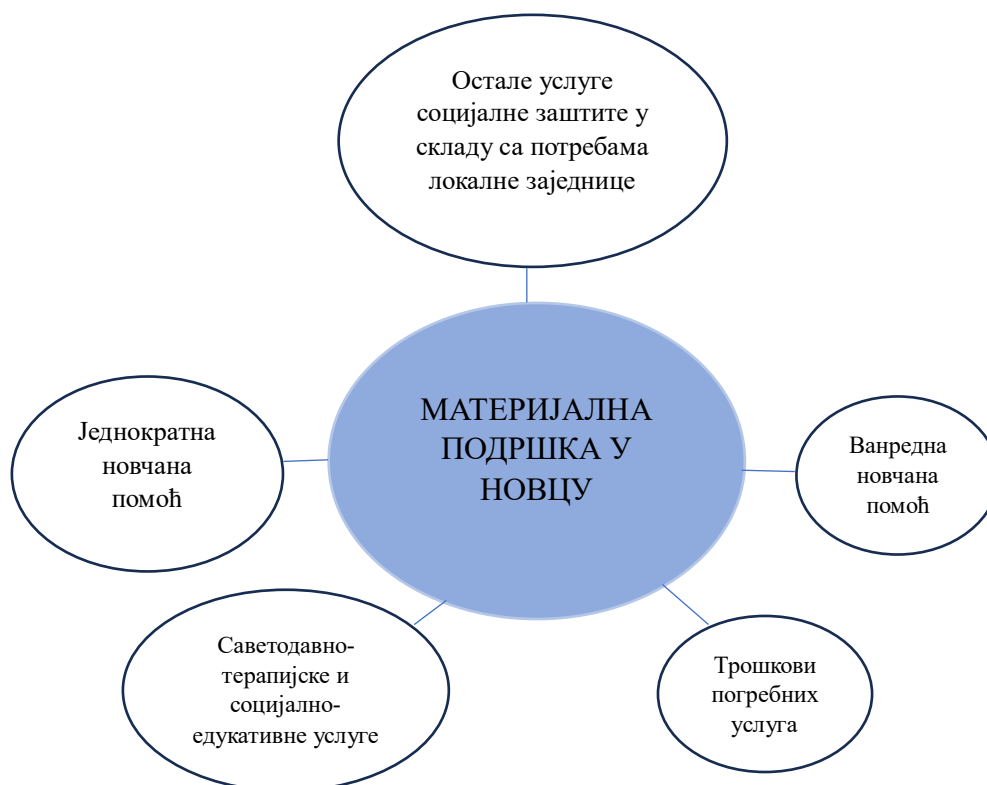 Остале услуге
социјалне заштите у
складу са потребама
локалне заједнице
МАТЕРИЈАЛНА
ПОДРШКА У
НОВЦУ
Једнократна
новчана
помоћ
Ванредна
новчана
помоћ
Саветодавно-
терапијске и
социјално-
едукативне услуге
Трошкови
погребних
услуга